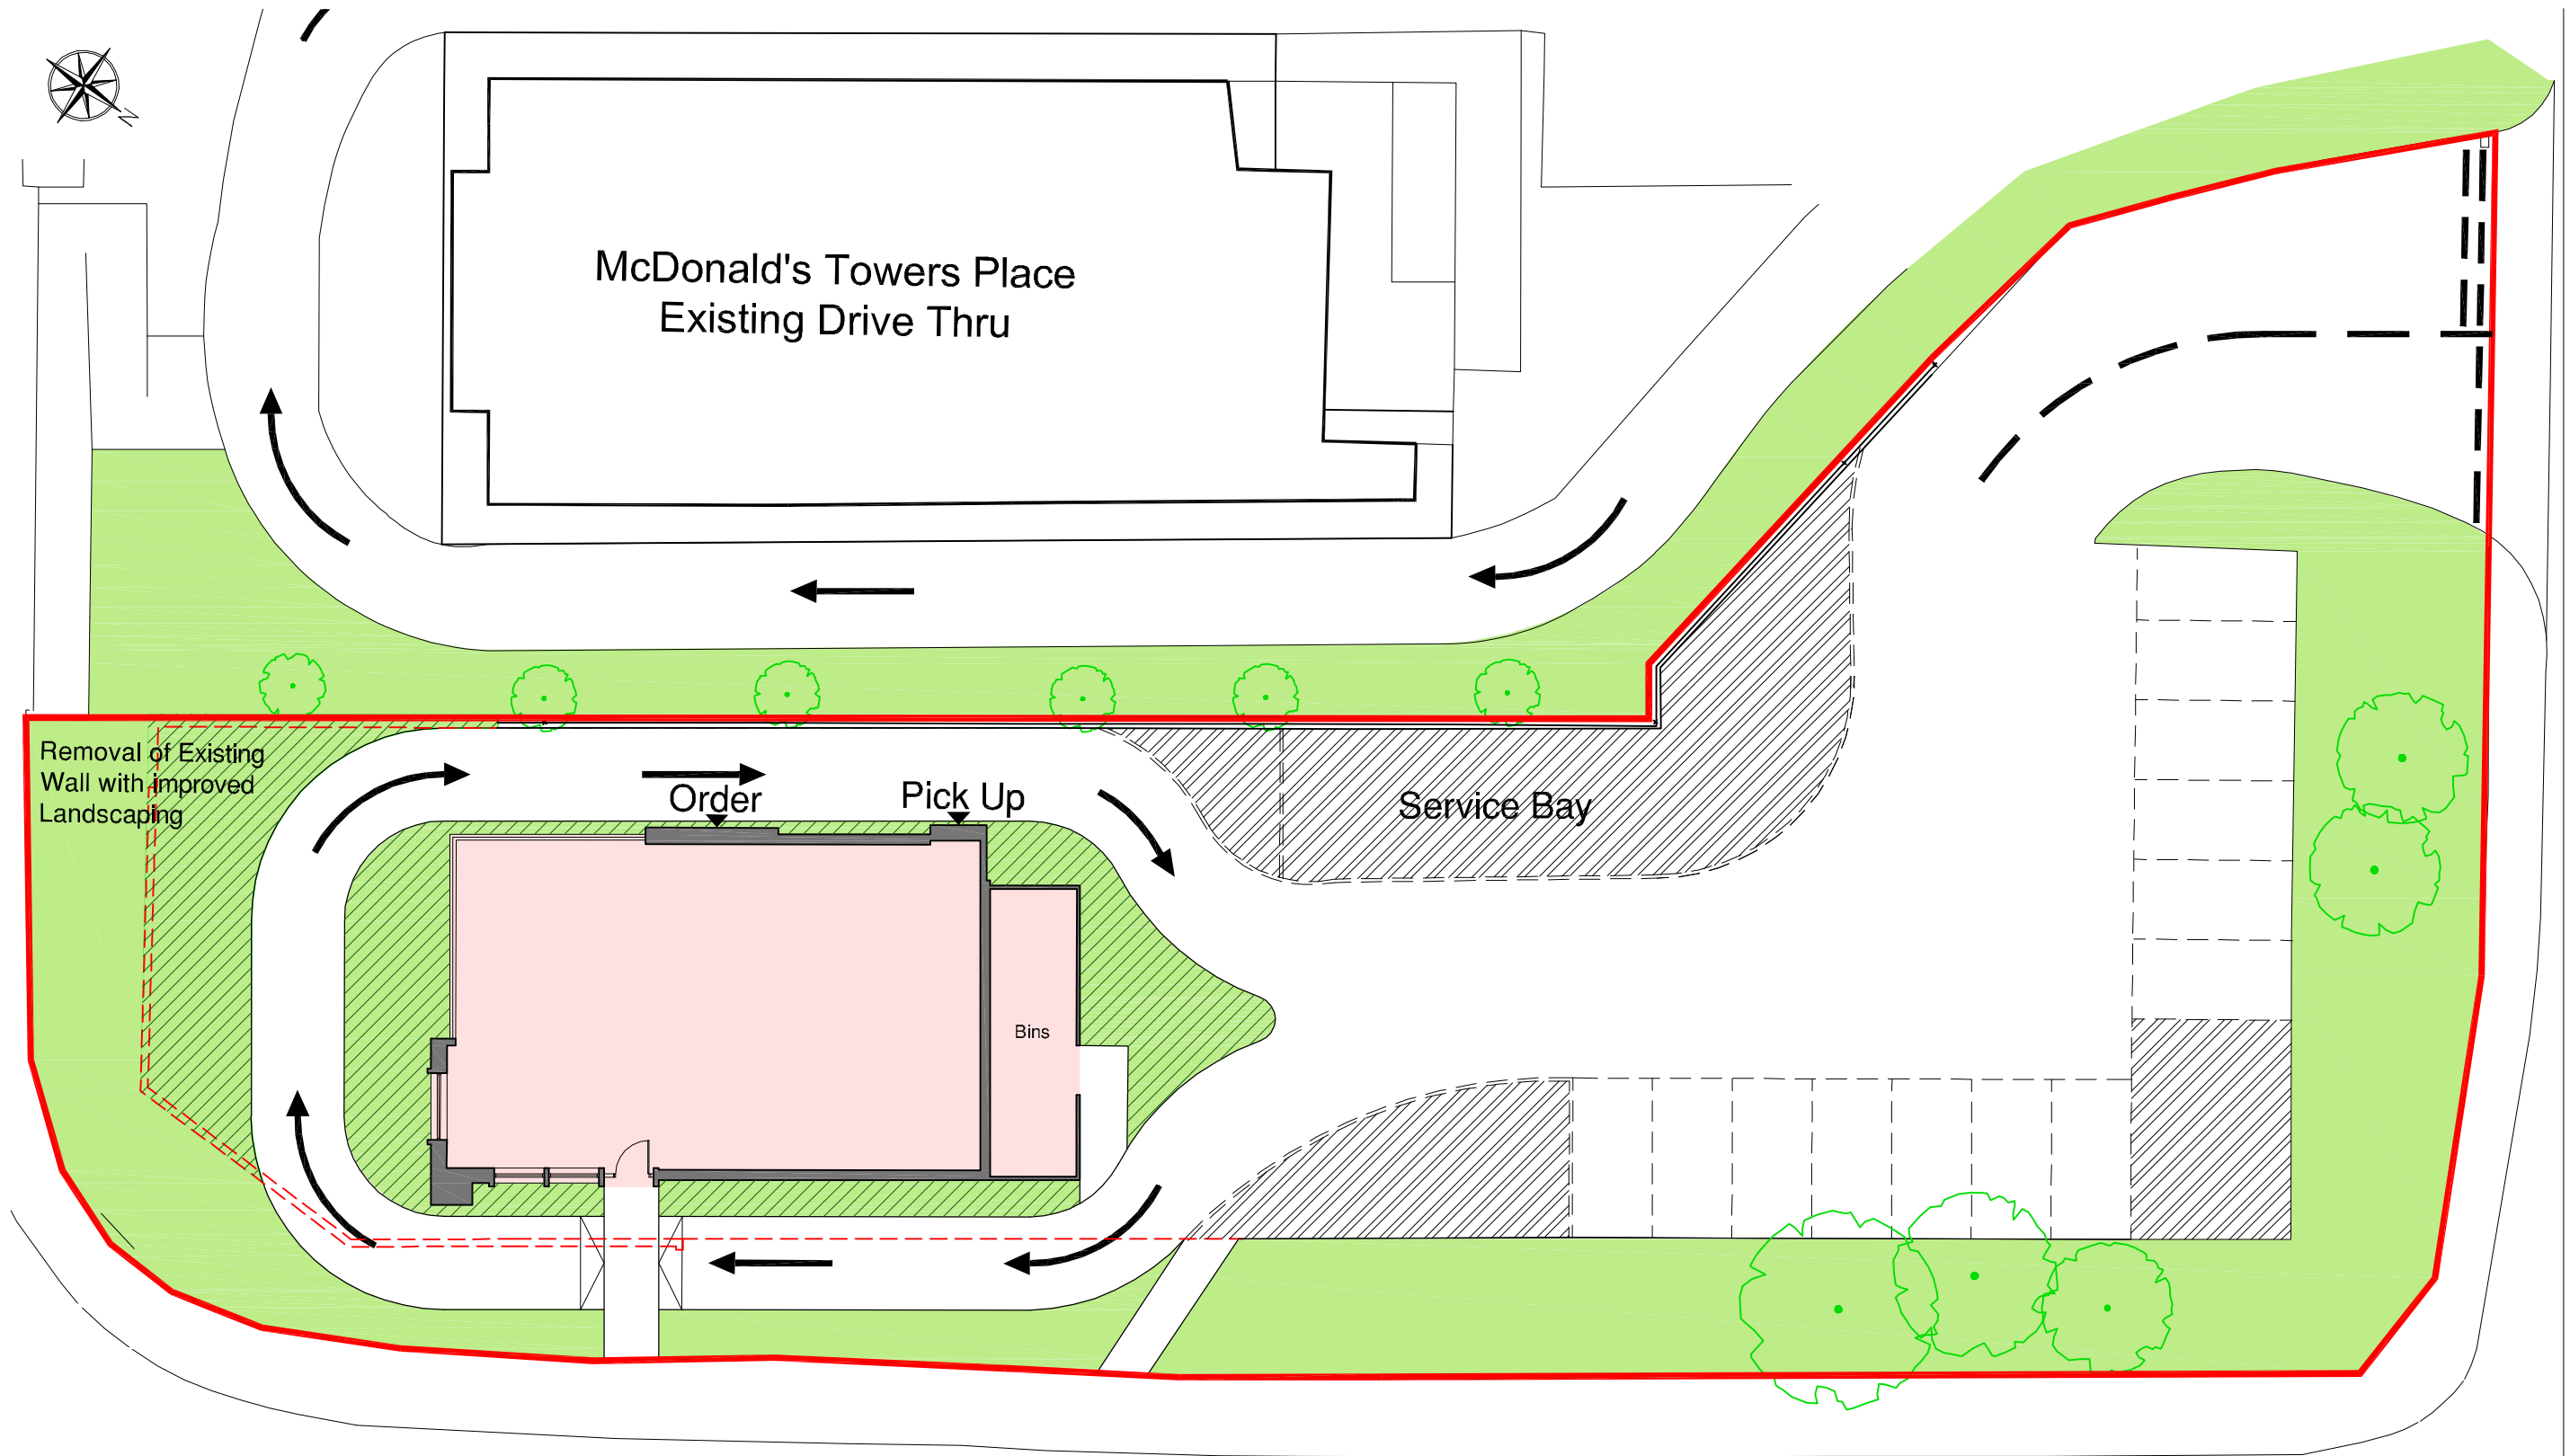 N
McDonald's Towers Place
Existing Drive Thru
Removal of Existing
Wall with improved
Landscaping
Order
Pick Up
Service Bay
Bins